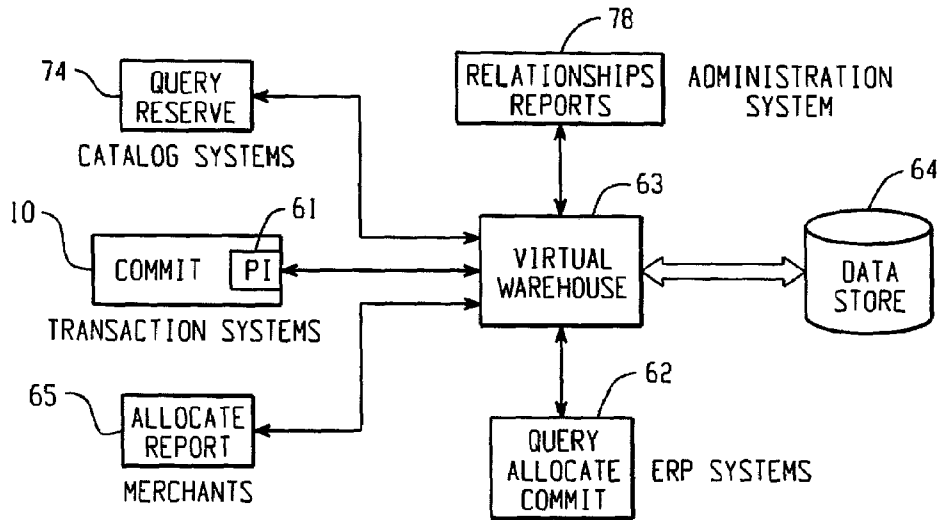 74
QUERY
RESERVE
CATALOG SYSTEMS
78
RELATIONSHIPS
REPORTS
ADMINISTRATION
SYSTEM
10
61
COMMIT
PI
TRANSACTION SYSTEMS
63
VIRTUAL
WAREHOUSE
64
DATA
STORE
65
ALLOCATE
REPORT
MERCHANTS
62
QUERY
ALLOCATE
COMMIT
ERP SYSTEMS